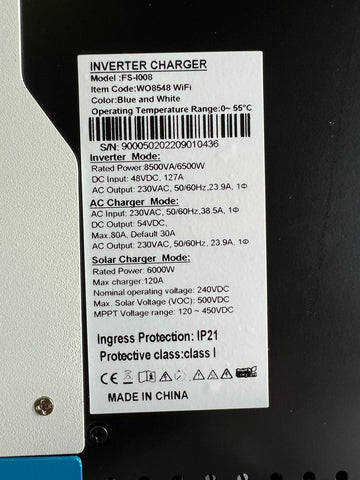 INVERTER CHARGER
Model :FS-I008
Item Code:WO8548 WiFi
Color:Blue and White
Operating Temperature Range:0~ 55°C
S/N: 900050202209010436
Inverter Mode:
Rated Power:8500VA/6500W
DC Input: 48VDC, 127A
AC Output: 230VAC, 50/60Hz,23.9A, 1Φ
AC Charger Mode:
AC Input: 230VAC, 50/60Hz,38.5A, 1Φ
DC Output: 54VDC,
Max.80A, Default 30A
AC Output: 230VAC, 50/60Hz, 23.9A, 1Φ
Solar Charger Mode:
Rated Power: 6000W
Max charger:120A
Nominal operating voltage: 240VDC
Max. Solar Voltage (VOC): 500VDC
MPPT Voltage range: 120 ~ 450VDC
Ingress Protection: IP21
Protective class:class I
CE
MADE IN CHINA